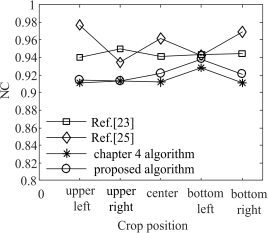 1
0.98
0.96
0.94
0.92
0.9
0.88
0.86
0.84
0.82
0.8
NC
Ref.[23]
Ref.[25]
chapter 4 algorithm
proposed algorithm
0 upper left upper right center bottom left bottom right
Crop position